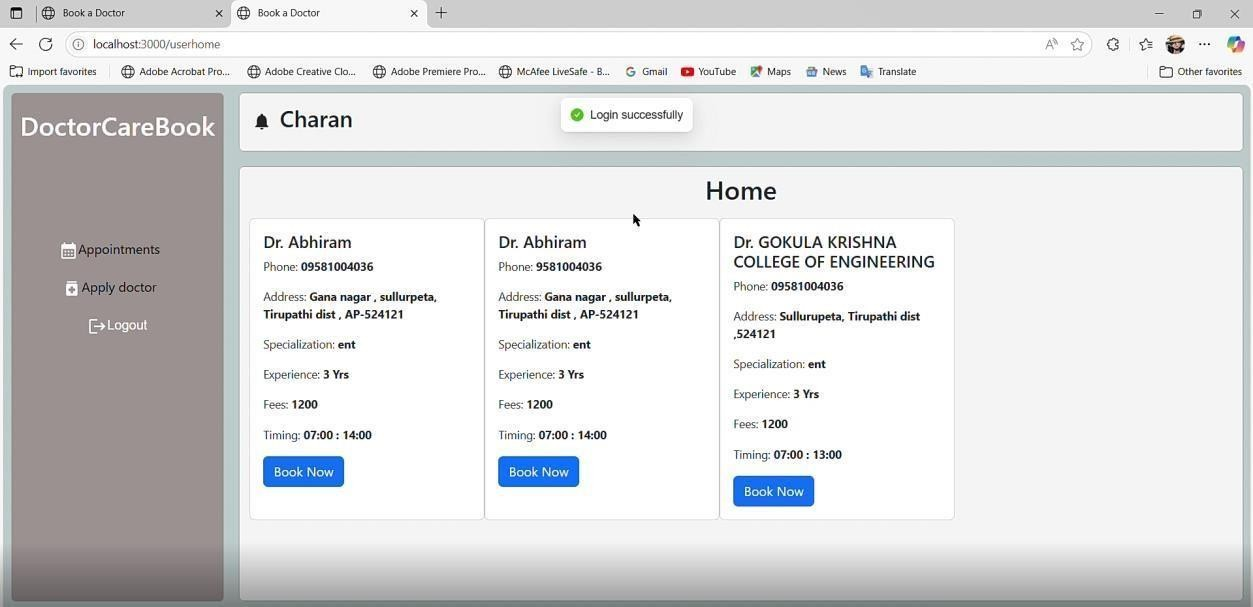 Book a Doctor
Book a Doctor
localhost:3000/userhome
Import favorites
Adobe Acrobat Pro...
Adobe Creative Clo...
Adobe Premiere Pro...
McAfee LiveSafe - B...
Gmail
YouTube
Maps
News
Translate
Other favorites
DoctorCareBook
Appointments
Apply doctor
Logout
Charan
Login successfully
Home
Dr. Abhiram
Phone: 09581004036
Address: Gana nagar , sullurpeta,
Tirupathi dist , AP-524121
Specialization: ent
Experience: 3 Yrs
Fees: 1200
Timing: 07:00 : 14:00
Book Now
Dr. Abhiram
Phone: 9581004036
Address: Gana nagar , sullurpeta,
Tirupathi dist , AP-524121
Specialization: ent
Experience: 3 Yrs
Fees: 1200
Timing: 07:00 : 14:00
Book Now
Dr. GOKULA KRISHNA
COLLEGE OF ENGINEERING
Phone: 09581004036
Address: Sullurupeta, Tirupathi dist
,524121
Specialization: ent
Experience: 3 Yrs
Fees: 1200
Timing: 07:00 : 13:00
Book Now